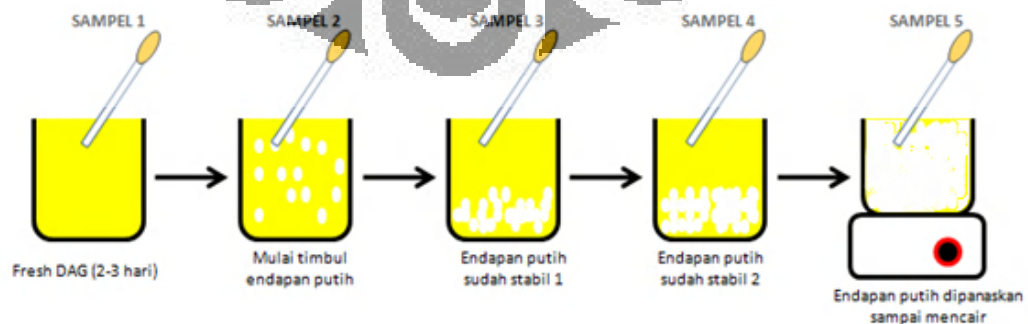 SAMPEL 1
SAMPEL 2
SAMPEL 3
SAMPEL 4
SAMPEL 5
Fresh DAG (2-3 hari)
Mulai timbul
endapan putih
Endapan putih
sudah stabil 1
Endapan putih
sudah stabil 2
Endapan putih dipanaskan
sampai mencair